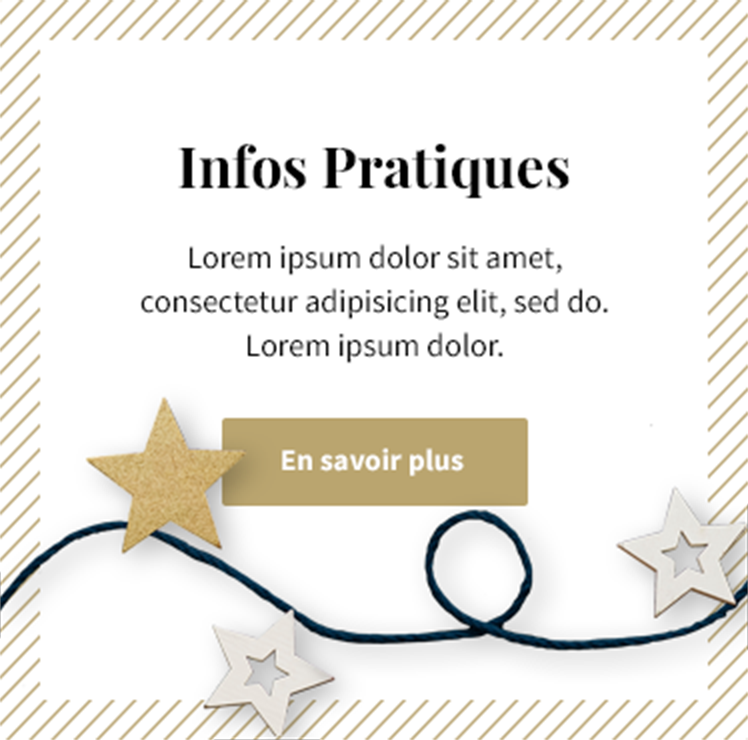 Infos Pratiques
Lorem ipsum dolor sit amet,
consectetur adipisicing elit, sed do.
Lorem ipsum dolor.
En savoir plus